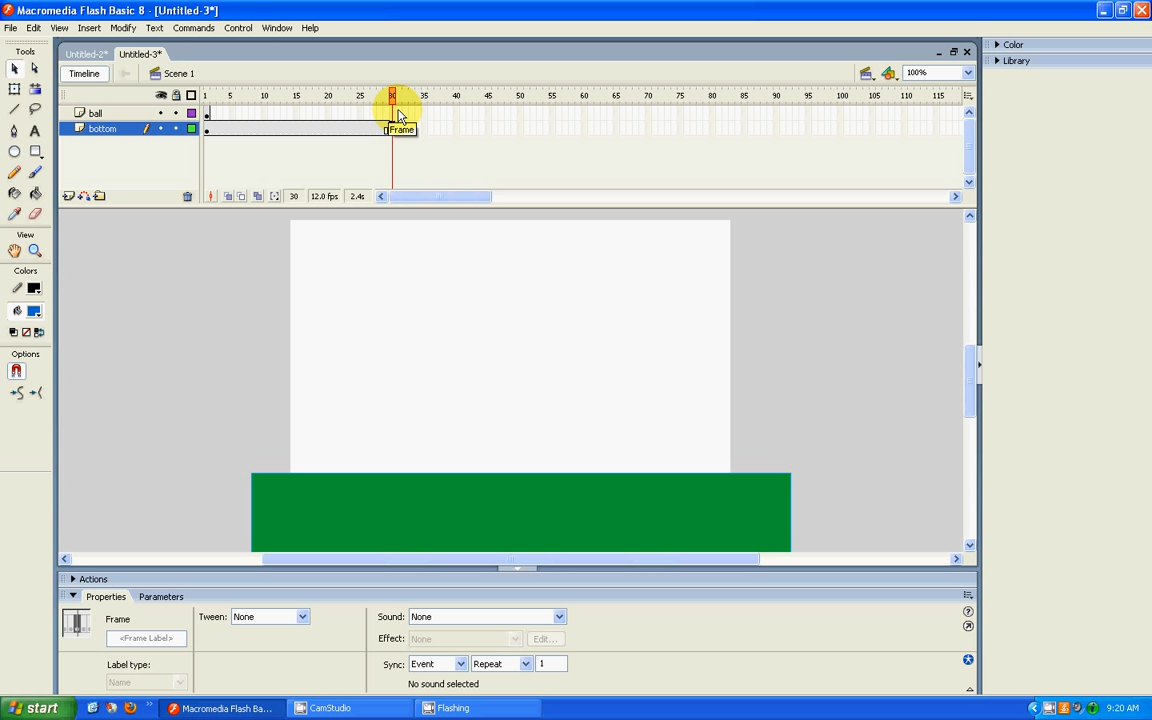 Macromedia Flash Basic 8 - [Untitled-3*]
File Edit View Insert Modify Text Commands Control Window Help
Tools
Untitled-2* Untitled-3*
Color
Timeline Scene 1 100%
Library
1 5 10 15 20 25 30 35 40 45 50 55 60 65 70 75 80 85 90 95 100 105 110 115
ball
bottom
Frame
30 12.0 fps 2.4s
View
Colors
Options
Actions
Properties Parameters
Frame
Tween: None
Sound: None
<Frame Label>
Effect: None Edit...
Label type:
Sync: Event Repeat 1
Name
No sound selected
start Macromedia Flash Ba... CamStudio Flashing 9:20 AM